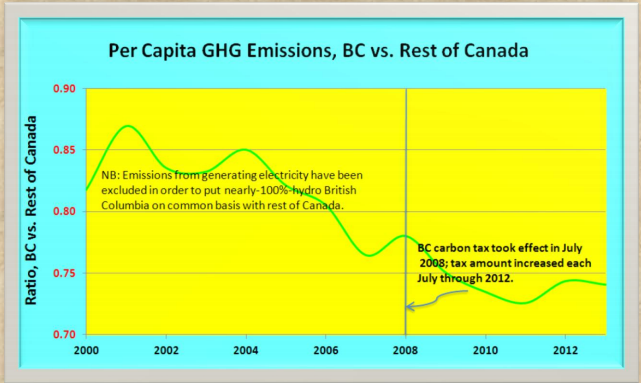 Per Capita GHG Emissions, BC vs. Rest of Canada
Ratio, BC vs. Rest of Canada
0.90
0.85
0.80
0.75
0.70
NB: Emissions from generating electricity have been
excluded in order to put nearly-100%-hydro British
Columbia on common basis with rest of Canada.
BC carbon tax took effect in July
2008; tax amount increased each
July through 2012.
2000 2002 2004 2006 2008 2010 2012